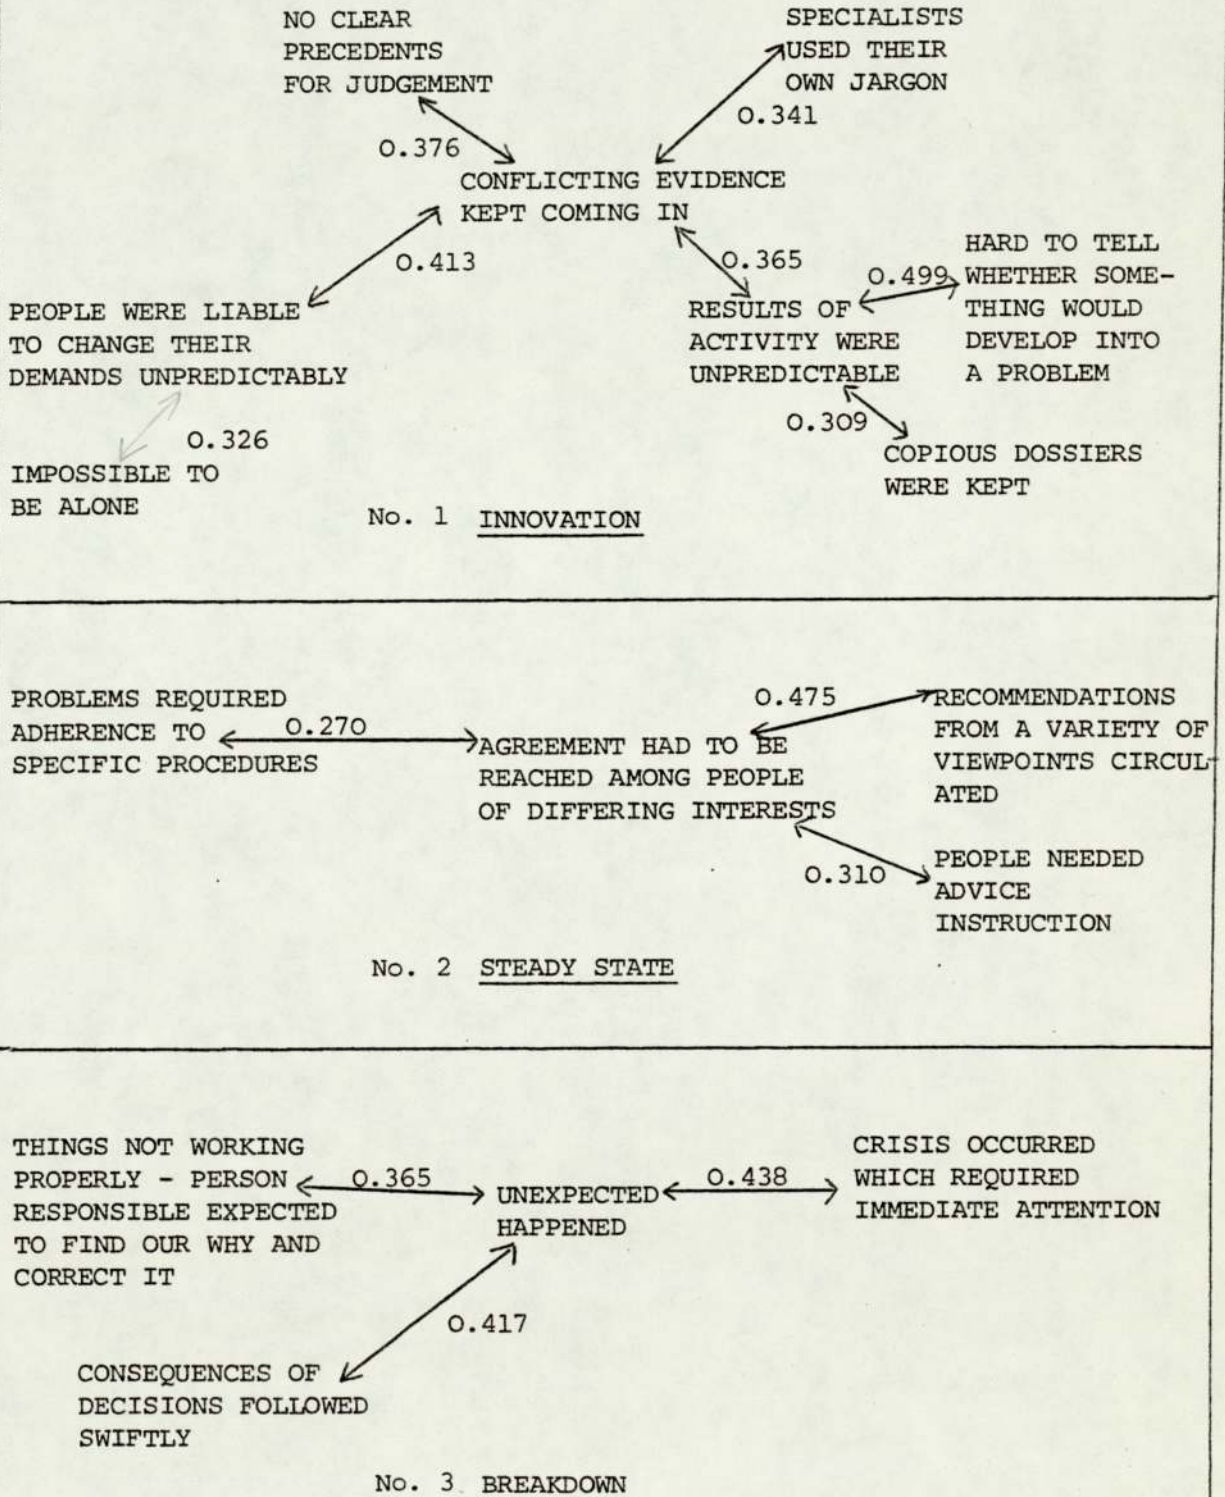 NO CLEAR
PRECEDENTS
FOR JUDGEMENT
SPECIALISTS
USED THEIR
OWN JARGON
0.376
0.341
CONFLICTING EVIDENCE
KEPT COMING IN
0.413
0.365
0.499
HARD TO TELL
WHETHER SOME-
THING WOULD
DEVELOP INTO
A PROBLEM
PEOPLE WERE LIABLE
TO CHANGE THEIR
DEMANDS UNPREDICTABLY
RESULTS OF
ACTIVITY WERE
UNPREDICTABLE
0.326
0.309
IMPOSSIBLE TO
BE ALONE
COPIOUS DOSSIERS
WERE KEPT
No. 1 INNOVATION
PROBLEMS REQUIRED
ADHERENCE TO
SPECIFIC PROCEDURES
0.270
AGREEMENT HAD TO BE
REACHED AMONG PEOPLE
OF DIFFERING INTERESTS
0.475
RECOMMENDATIONS
FROM A VARIETY OF
VIEWPOINTS CIRCUL-
ATED
0.310
PEOPLE NEEDED
ADVICE
INSTRUCTION
No. 2 STEADY STATE
THINGS NOT WORKING
PROPERLY - PERSON
RESPONSIBLE EXPECTED
TO FIND OUR WHY AND
CORRECT IT
0.365
UNEXPECTED
HAPPENED
0.438
CRISIS OCCURRED
WHICH REQUIRED
IMMEDIATE ATTENTION
0.417
CONSEQUENCES OF
DECISIONS FOLLOWED
SWIFTLY
No. 3 BREAKDOWN